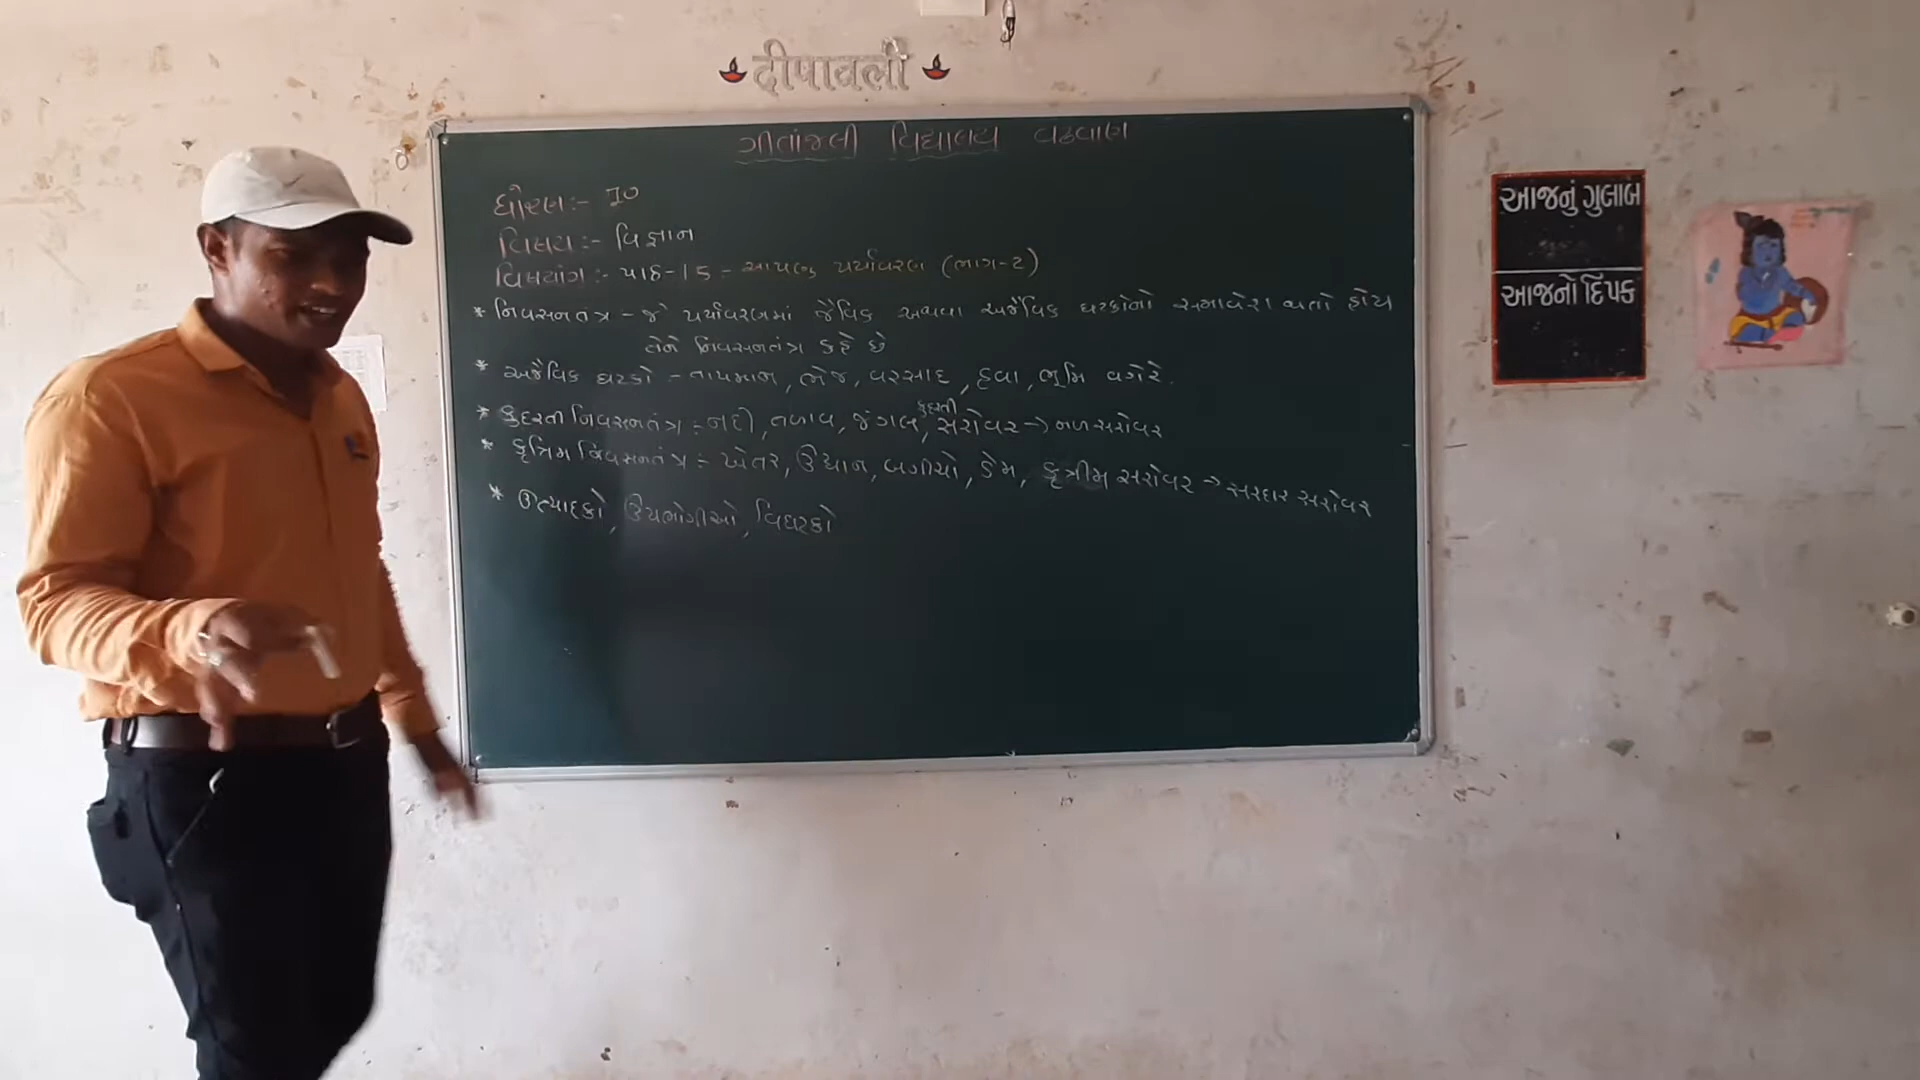 दीपावली
ગીતાંજલી વિદ્યાલય વઢવાણ
ધોરણ:- 10
વિષય:- વિજ્ઞાન
વિષયાંગ:- પાઠ-15 - આપણુ પર્યાવરણ (ભાગ-2)
* નિવસનતંત્ર - જે પર્યાવરણમાં જૈવિક અથવા અજૈવિક ઘટકોનો સમાવેશ થતો હોય
તેને નિવસનતંત્ર કહે છે
* અજૈવિક ઘટકો - તાપમાન, ભેજ, વરસાદ, હવા, ભુમિ વગેરે.
* કુદરતી નિવસનતંત્ર :- નદી, તળાવ, જંગલ, કુદરતી સરોવર → નળ સરોવર
* કૃત્રિમ નિવસનતંત્ર :- ખેતર, ઉદ્યાન, બગીચો, ડેમ, કૃત્રીમ સરોવર → સરદાર સરોવર
* ઉત્પાદકો, ઉપભોગીઓ, વિઘટકો
આજનું ગુલાબ
આજનો દિપક